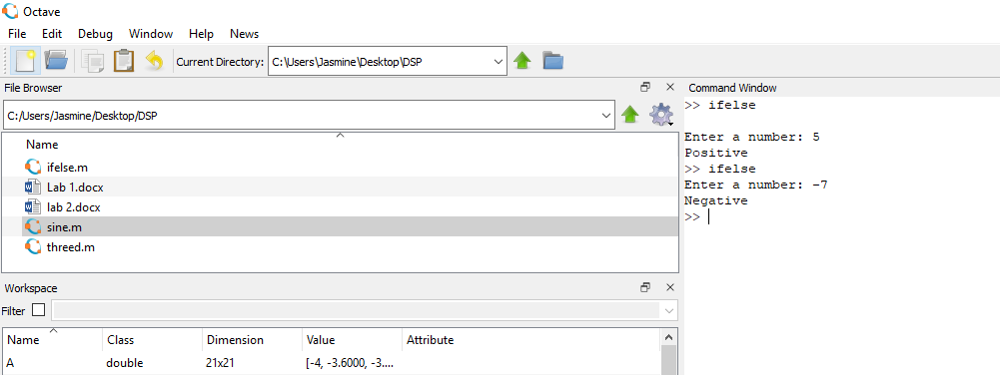 Octave
File Edit Debug Window Help News
Current Directory: C:\Users\Jasmine\Desktop\DSP
File Browser
C:/Users/Jasmine/Desktop/DSP
Name
ifelse.m
Lab 1.docx
lab 2.docx
sine.m
threed.m
Workspace
Filter
Name Class Dimension Value Attribute
A double 21x21 [-4, -3.6000, -3....
Command Window
>> ifelse
Enter a number: 5
Positive
>> ifelse
Enter a number: -7
Negative
>>